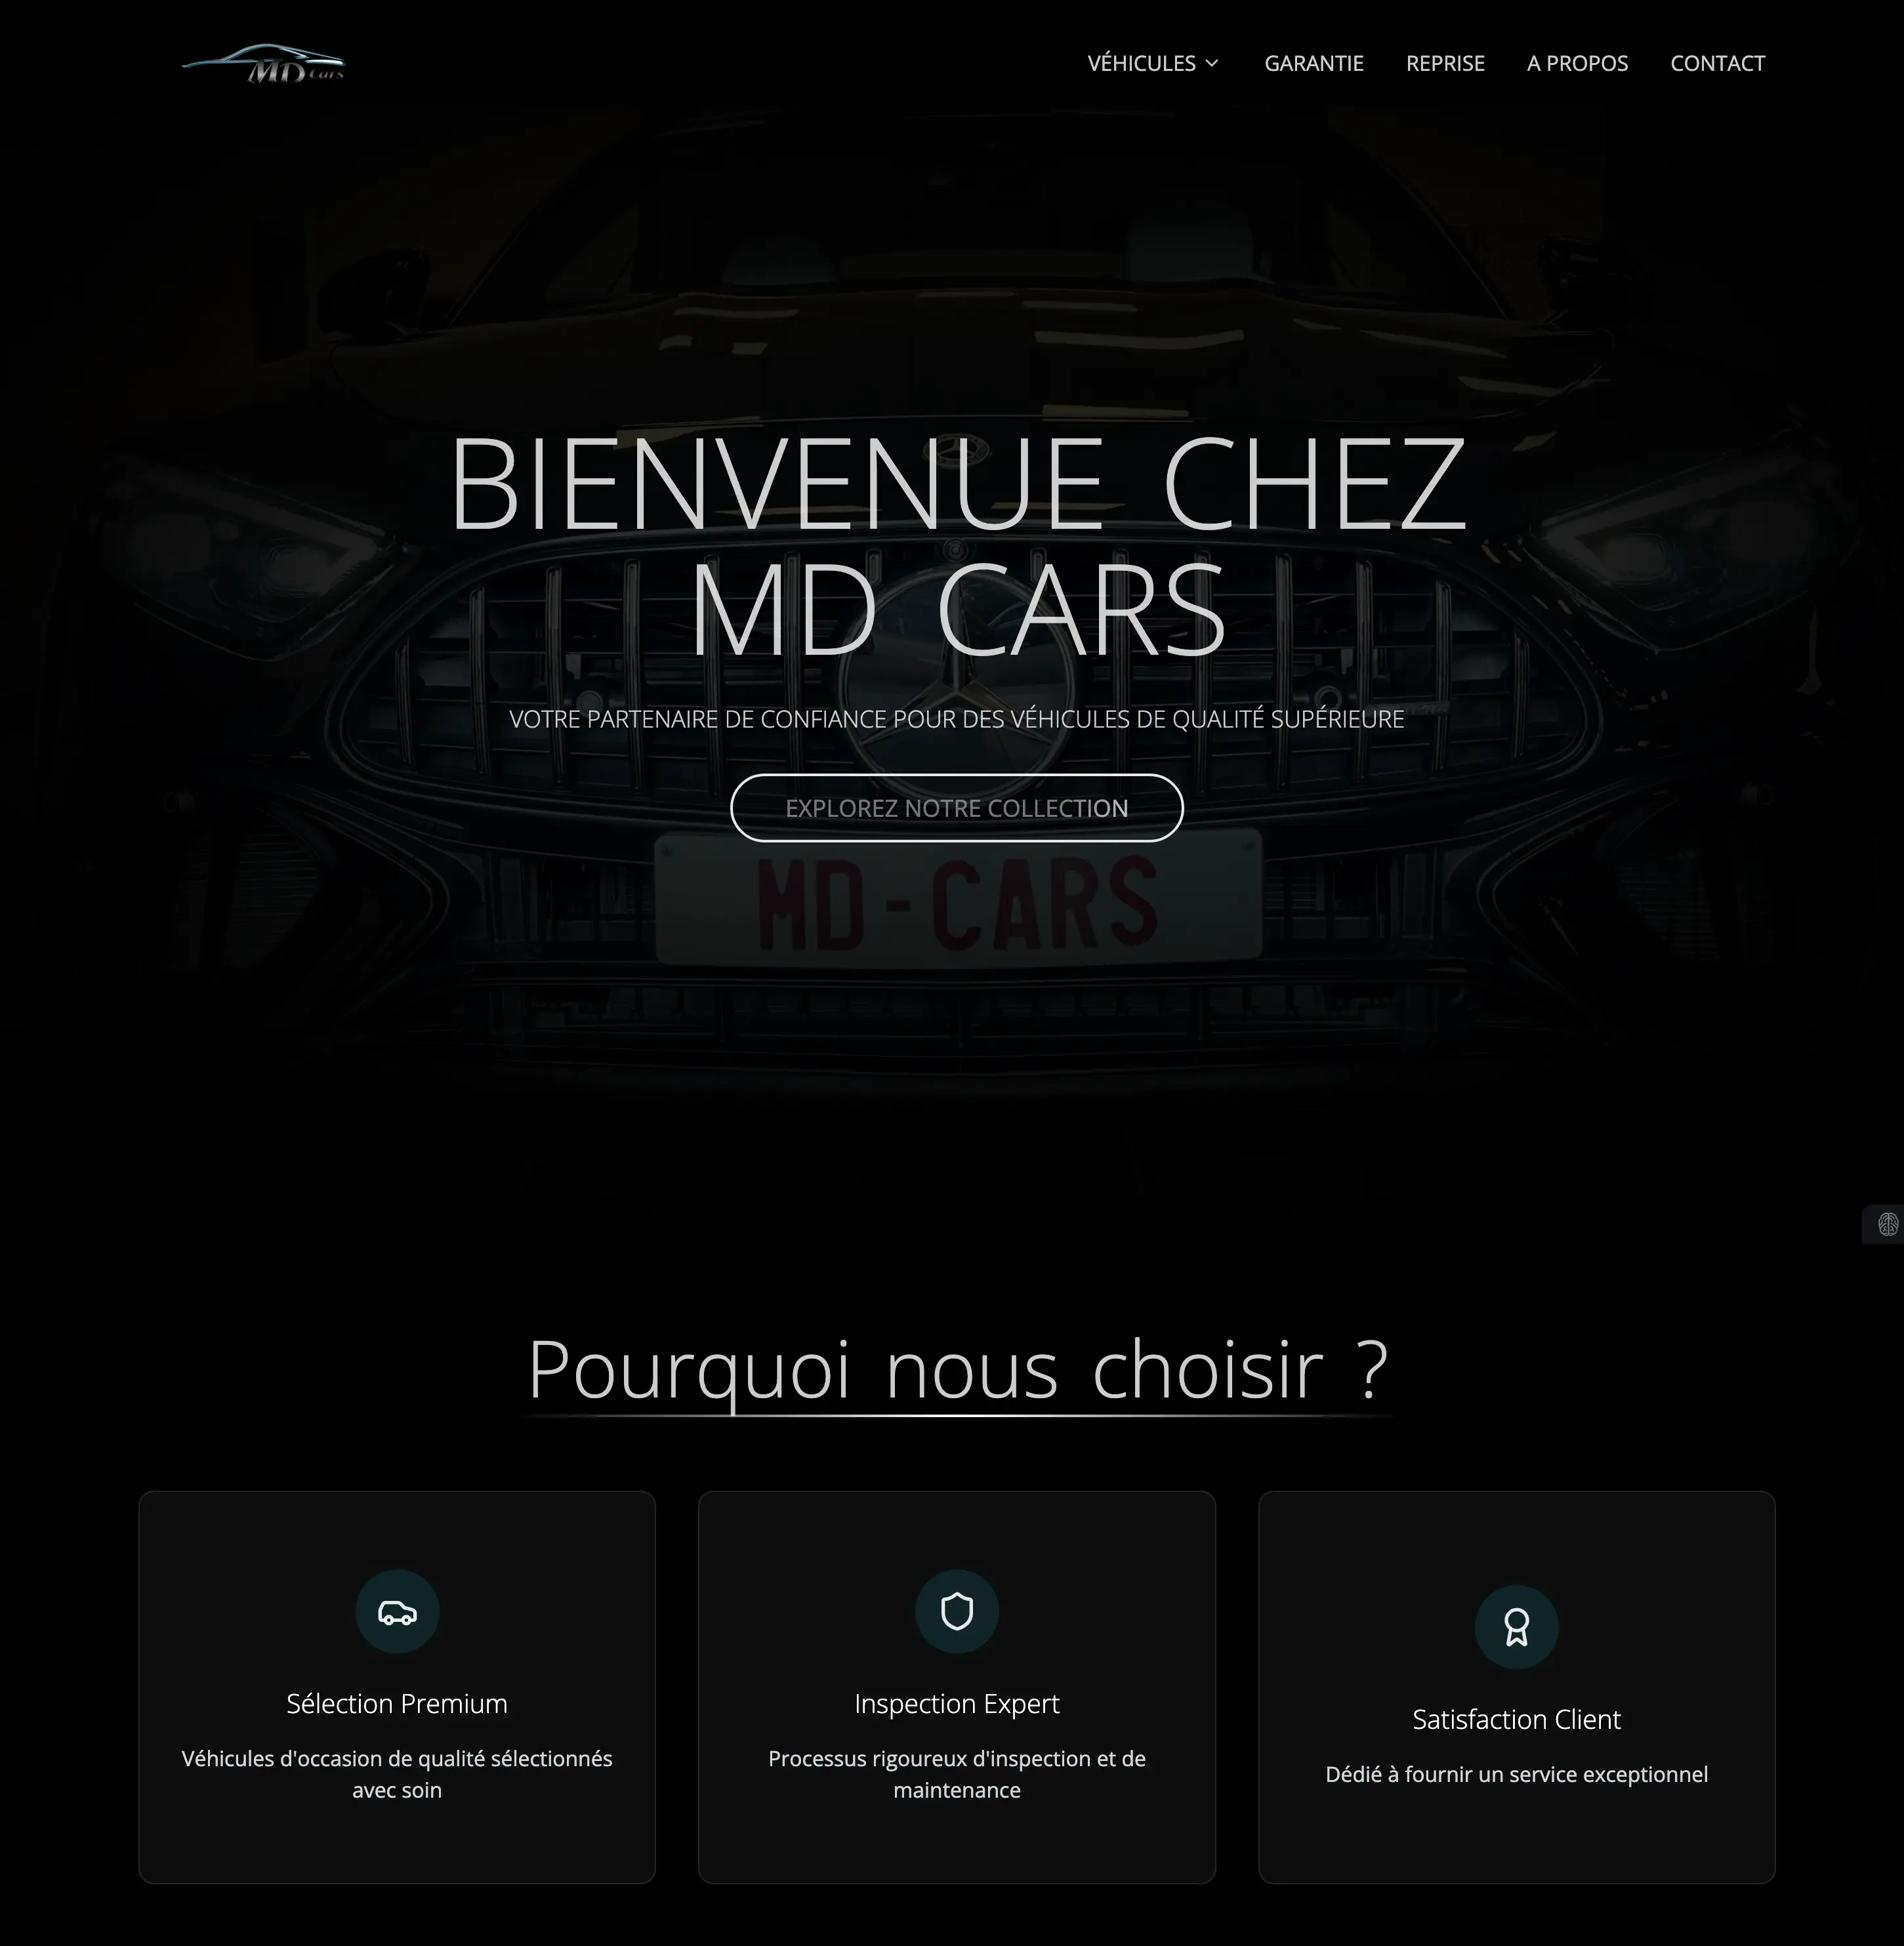 MD Cars
VÉHICULES
GARANTIE
REPRISE
A PROPOS
CONTACT
BIENVENUE CHEZ
MD CARS
VOTRE PARTENAIRE DE CONFIANCE POUR DES VÉHICULES DE QUALITÉ SUPÉRIEURE
EXPLOREZ NOTRE COLLECTION
MD-CARS
Pourquoi nous choisir ?
Sélection Premium
Véhicules d'occasion de qualité sélectionnés
avec soin
Inspection Expert
Processus rigoureux d'inspection et de
maintenance
Satisfaction Client
Dédié à fournir un service exceptionnel